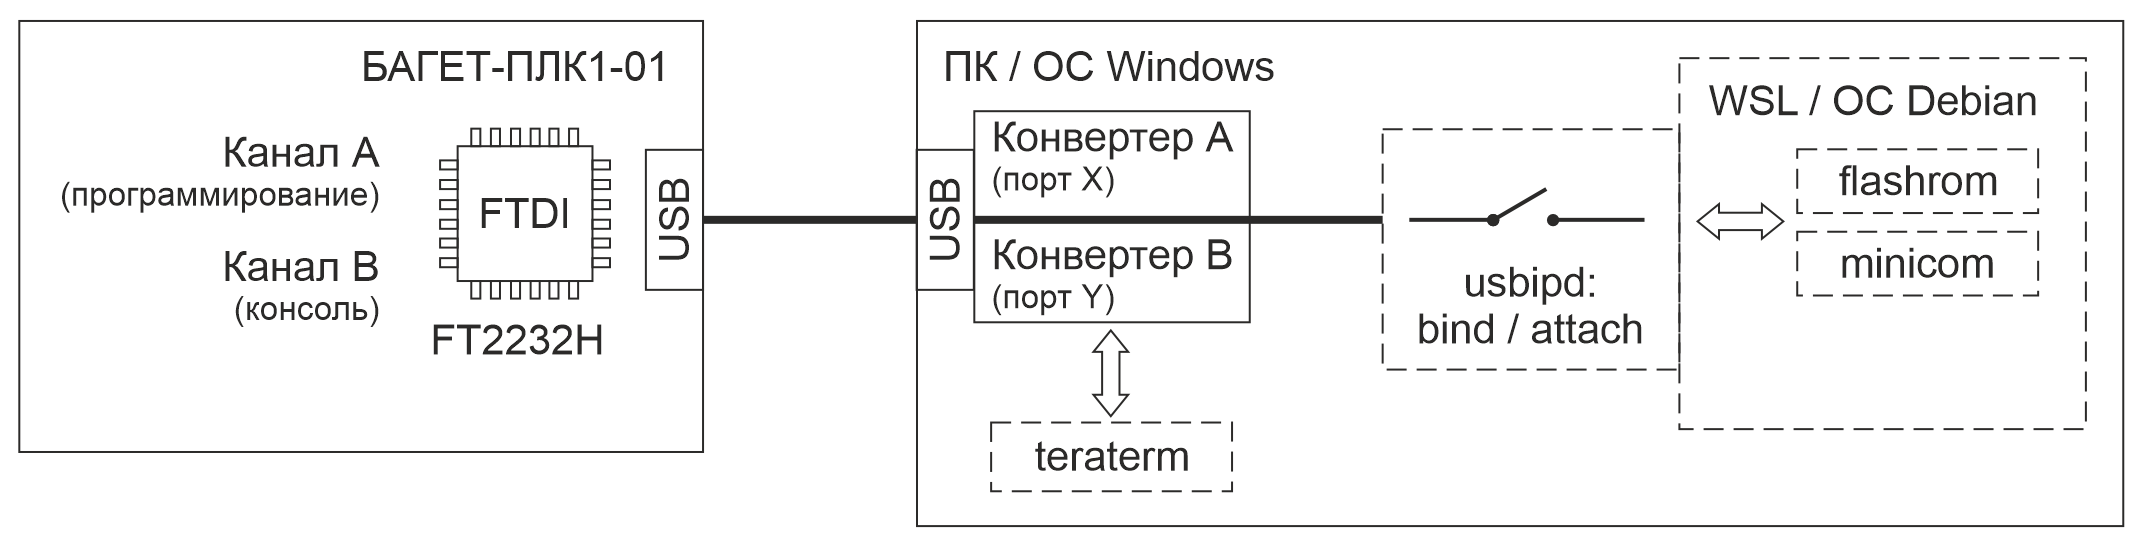 БАГЕТ-ПЛК1-01
Канал A
(программирование)
Канал B
(консоль)
FTDI
FT2232H
USB
ПК / ОС Windows
USB
Конвертер A
(порт X)
Конвертер B
(порт Y)
teraterm
usbipd:
bind / attach
WSL / ОС Debian
flashrom
minicom